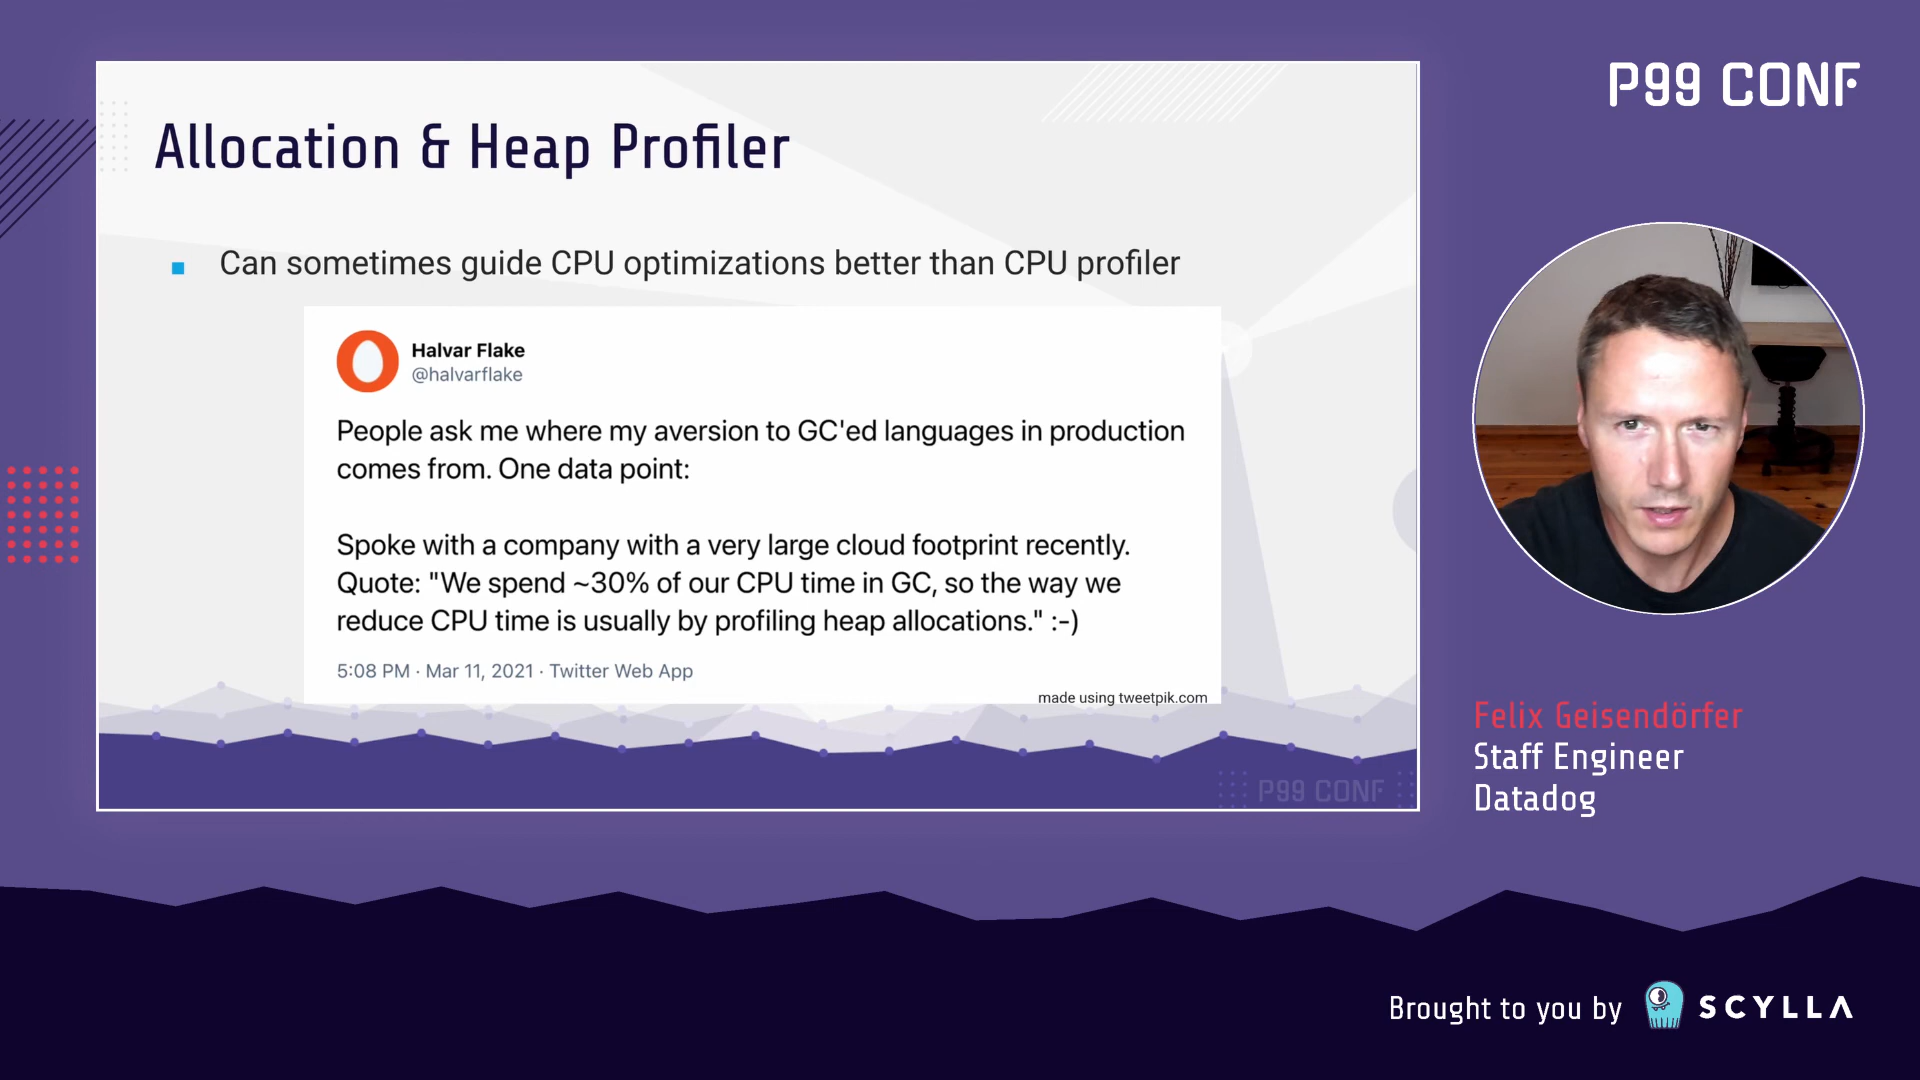 P99 CONF
Allocation & Heap Profiler
Can sometimes guide CPU optimizations better than CPU profiler
Halvar Flake
@halvarflake
People ask me where my aversion to GC'ed languages in production
comes from. One data point:
Spoke with a company with a very large cloud footprint recently.
Quote: "We spend ~30% of our CPU time in GC, so the way we
reduce CPU time is usually by profiling heap allocations." :-)
5:08 PM · Mar 11, 2021 · Twitter Web App
made using tweetpik.com
P99 CONF
Felix Geisendörfer
Staff Engineer
Datadog
Brought to you by SCYLLA